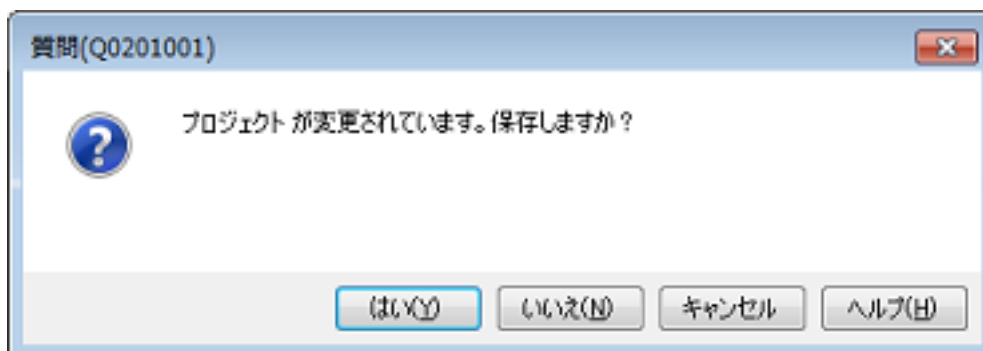 質問(Q0201001)
プロジェクト が変更されています。保存しますか？
はい(Y)
いいえ(N)
キャンセル
ヘルプ(H)